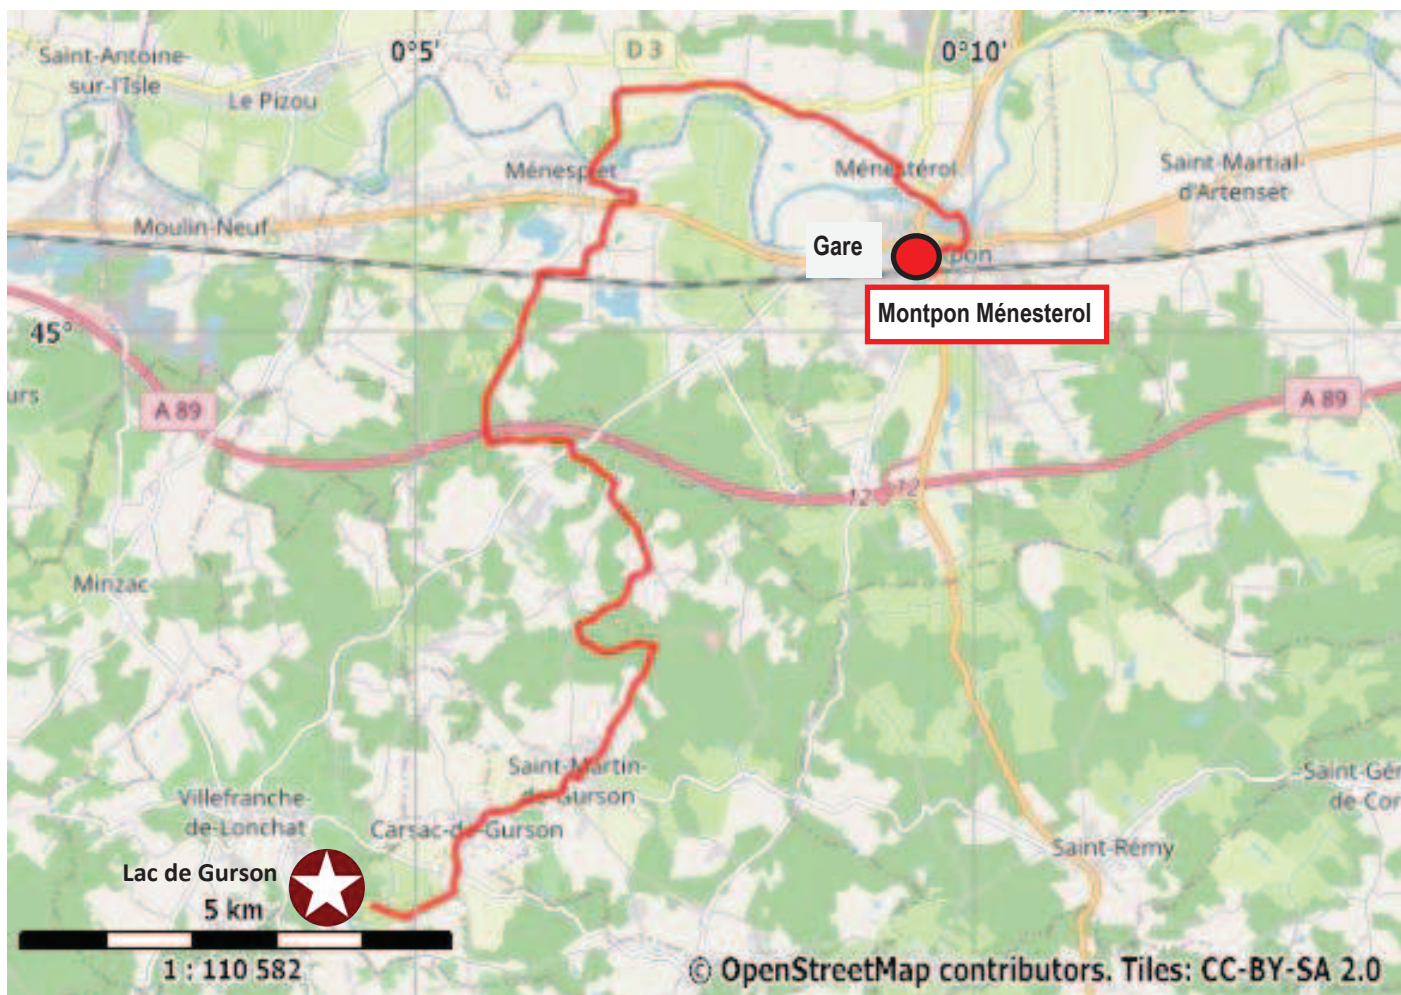 0°5'
D 3
0°10'
Saint-Antoine-
sur-l'Isle
Le Pizou
Ménesplet
Ménestérol
Saint-Martial-
d'Artenset
Moulin-Neuf
Gare
Montpon Ménesterol
45°
A 89
A 89
12
12
Minzac
Saint-Martin-
de-Gurson
Villefranche-
de-Lonchat
Carsac-de-Gurson
Saint-Rémy
Lac de Gurson
5 km
1 : 110 582
© OpenStreetMap contributors. Tiles: CC-BY-SA 2.0